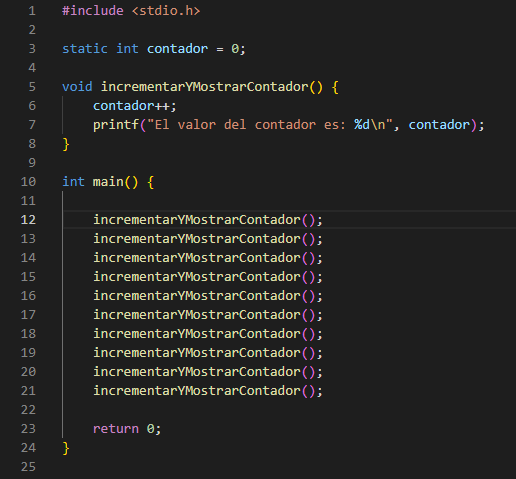 1 #include <stdio.h>
2
3 static int contador = 0;
4
5 void incrementarYMostrarContador() {
6     contador++;
7     printf("El valor del contador es: %d\n", contador);
8 }
9
10 int main() {
11
12     incrementarYMostrarContador();
13     incrementarYMostrarContador();
14     incrementarYMostrarContador();
15     incrementarYMostrarContador();
16     incrementarYMostrarContador();
17     incrementarYMostrarContador();
18     incrementarYMostrarContador();
19     incrementarYMostrarContador();
20     incrementarYMostrarContador();
21     incrementarYMostrarContador();
22
23     return 0;
24 }
25